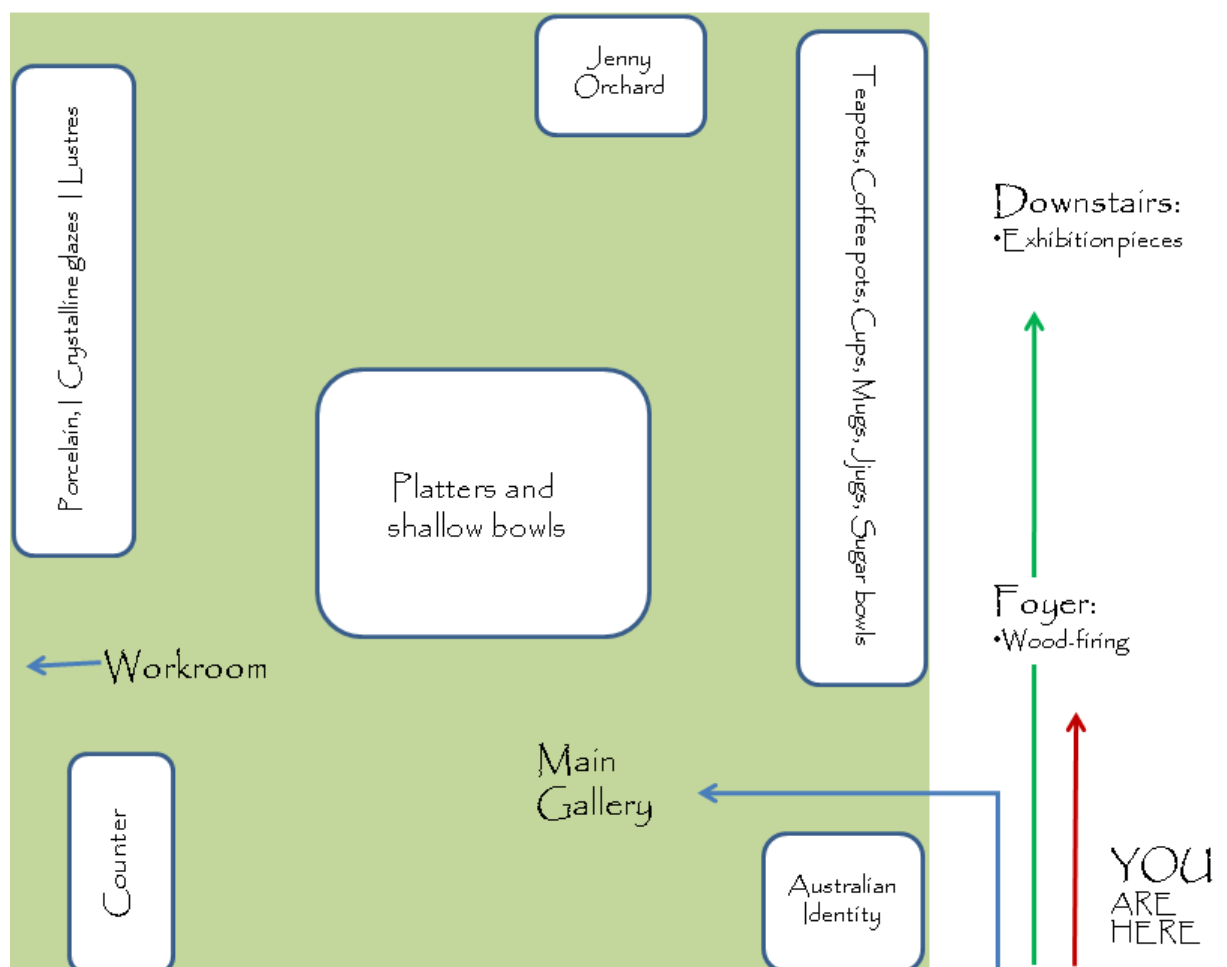 Jenny
Orchard
Teapots, Coffee pots, Cups, Mugs, Jjugs, Sugar bowls
Porcelain, | Crystalline glazes | Lustres
Downstairs:
•Exhibition pieces
Platters and
shallow bowls
Foyer:
•Wood-firing
Workroom
Main
Gallery
Counter
Australian
Identity
YOU
ARE
HERE